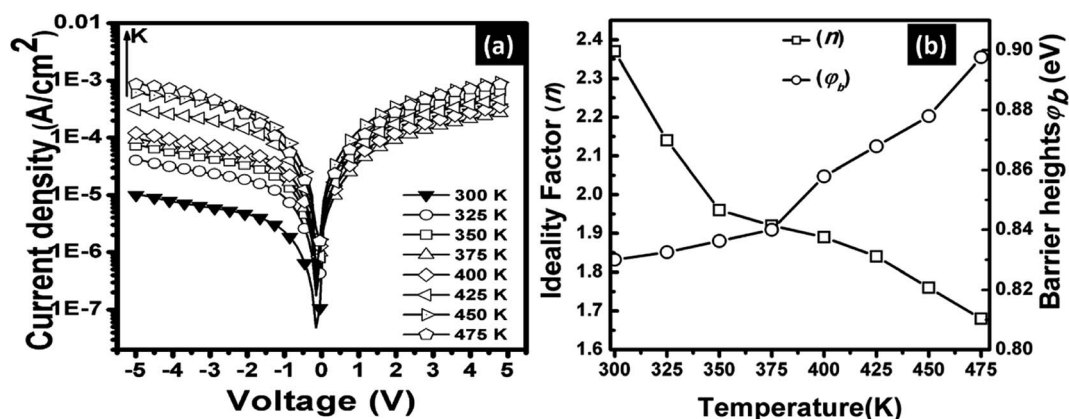 0.01
K
(a)
1E-3
1E-4
1E-5
1E-6
1E-7
Current density (A/cm²)
300 K
325 K
350 K
375 K
400 K
425 K
450 K
475 K
-5 -4 -3 -2 -1 0 1 2 3 4 5
Voltage (V)
2.4
2.3
2.2
2.1
2.0
1.9
1.8
1.7
1.6
Ideality Factor (n)
(n)
(φb)
(b)
0.90
0.88
0.86
0.84
0.82
0.80
Barrier heightsφb (eV)
300 325 350 375 400 425 450 475
Temperature(K)